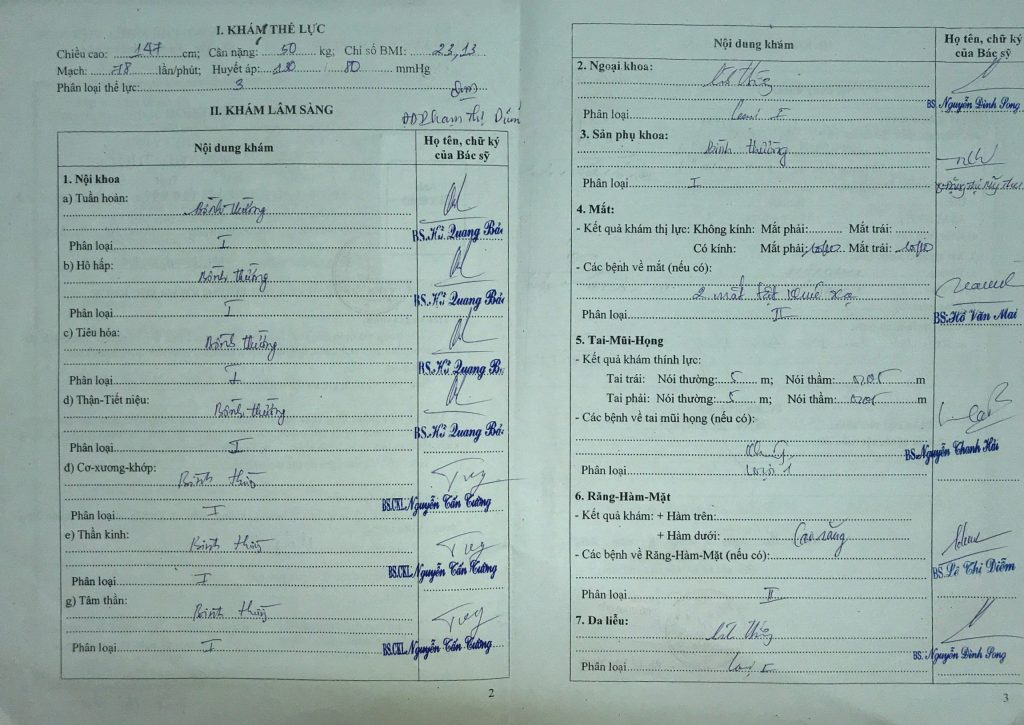 I. KHÁM THỂ LỰC
Chiều cao: 147 cm; Cân nặng: 50 kg; Chỉ số BMI: 23,13
Mạch: 78 lần/phút; Huyết áp: 130 / 80 mmHg
Phân loại thể lực: 3
II. KHÁM LÂM SÀNG
ĐD Phạm Thị Diễm
Nội dung khám
Họ tên, chữ ký
của Bác sỹ
1. Nội khoa
a) Tuần hoàn:
Bình thường
BS. Hồ Quang Bảo
Phân loại I
b) Hô hấp:
Bình thường
BS. Hồ Quang Bảo
Phân loại I
c) Tiêu hóa:
Bình thường
BS. Hồ Quang Bảo
Phân loại I
d) Thận-Tiết niệu:
Bình thường
BS. Hồ Quang Bảo
Phân loại I
đ) Cơ-xương-khớp:
Bình thường
BS.CKI. Nguyễn Tấn Cường
Phân loại I
e) Thần kinh:
Bình thường
BS.CKI. Nguyễn Tấn Cường
Phân loại I
g) Tâm thần:
Bình thường
BS.CKI. Nguyễn Tấn Cường
Phân loại I
2
Nội dung khám
Họ tên, chữ ký
của Bác sỹ
2. Ngoại khoa:
bình thường
BS. Nguyễn Đình Song
Phân loại: loại I
3. Sản phụ khoa:
Bình thường
Phân loại I
4. Mắt:
- Kết quả khám thị lực: Không kính: Mắt phải: Mắt trái:
Có kính: Mắt phải 10/10 Mắt trái: 10/10
- Các bệnh về mắt (nếu có):
2 mắt tật khúc xạ
Phân loại II
BS: Hồ Văn Mai
5. Tai-Mũi-Họng
- Kết quả khám thính lực:
Tai trái: Nói thường: 5 m; Nói thầm: 0,5 m
Tai phải: Nói thường: 5 m; Nói thầm: 0,5 m
- Các bệnh về tai mũi họng (nếu có):
BS. Nguyễn Thanh Hải
Phân loại loại 1
6. Răng-Hàm-Mặt
- Kết quả khám: + Hàm trên:
+ Hàm dưới: Cao răng
- Các bệnh về Răng-Hàm-Mặt (nếu có):
BS. Lê Thị Diễm
Phân loại II
7. Da liễu:
bình thường
BS. Nguyễn Đình Song
Phân loại loại I
3